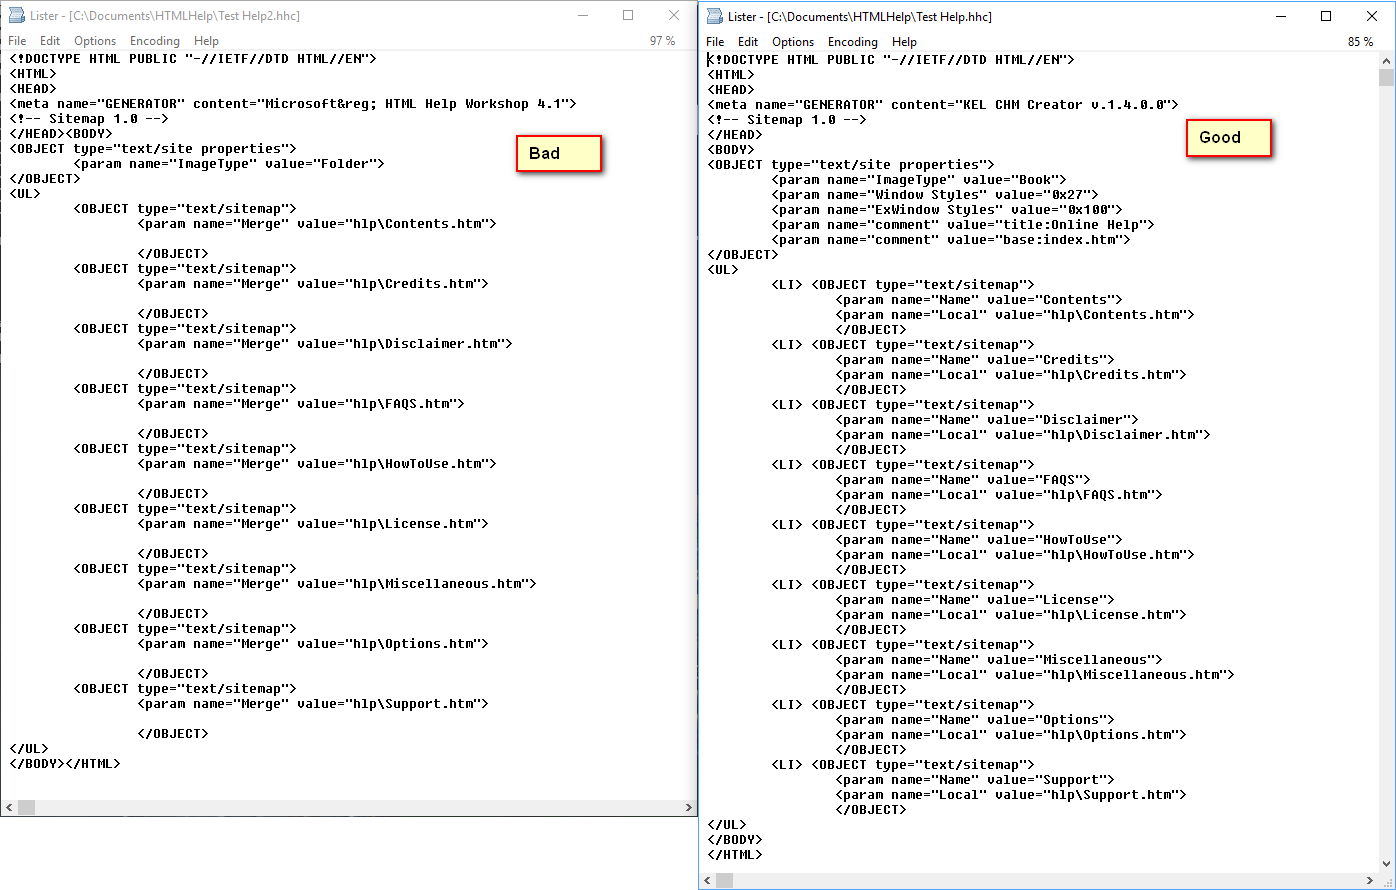 Lister - [C:\Documents\HTMLHelp\Test Help2.hhc]
File Edit Options Encoding Help 97 %
<!DOCTYPE HTML PUBLIC "-//IETF//DTD HTML//EN">
<HTML>
<HEAD>
<meta name="GENERATOR" content="Microsoft&reg; HTML Help Workshop 4.1">
<!-- Sitemap 1.0 -->
</HEAD><BODY>
<OBJECT type="text/site properties">
<param name="ImageType" value="Folder">
</OBJECT>
<UL>
<OBJECT type="text/sitemap">
<param name="Merge" value="hlp\Contents.htm">
</OBJECT>
<OBJECT type="text/sitemap">
<param name="Merge" value="hlp\Credits.htm">
</OBJECT>
<OBJECT type="text/sitemap">
<param name="Merge" value="hlp\Disclaimer.htm">
</OBJECT>
<OBJECT type="text/sitemap">
<param name="Merge" value="hlp\FAQS.htm">
</OBJECT>
<OBJECT type="text/sitemap">
<param name="Merge" value="hlp\HowToUse.htm">
</OBJECT>
<OBJECT type="text/sitemap">
<param name="Merge" value="hlp\License.htm">
</OBJECT>
<OBJECT type="text/sitemap">
<param name="Merge" value="hlp\Miscellaneous.htm">
</OBJECT>
<OBJECT type="text/sitemap">
<param name="Merge" value="hlp\Options.htm">
</OBJECT>
<OBJECT type="text/sitemap">
<param name="Merge" value="hlp\Support.htm">
</OBJECT>
</UL>
</BODY></HTML>
Bad
Lister - [C:\Documents\HTMLHelp\Test Help.hhc]
File Edit Options Encoding Help 85 %
<!DOCTYPE HTML PUBLIC "-//IETF//DTD HTML//EN">
<HTML>
<HEAD>
<meta name="GENERATOR" content="KEL CHM Creator v.1.4.0.0">
<!-- Sitemap 1.0 -->
</HEAD>
<BODY>
<OBJECT type="text/site properties">
<param name="ImageType" value="Book">
<param name="Window Styles" value="0x27">
<param name="ExWindow Styles" value="0x100">
<param name="comment" value="title:Online Help">
<param name="comment" value="base:index.htm">
</OBJECT>
<UL>
<LI> <OBJECT type="text/sitemap">
<param name="Name" value="Contents">
<param name="Local" value="hlp\Contents.htm">
</OBJECT>
<LI> <OBJECT type="text/sitemap">
<param name="Name" value="Credits">
<param name="Local" value="hlp\Credits.htm">
</OBJECT>
<LI> <OBJECT type="text/sitemap">
<param name="Name" value="Disclaimer">
<param name="Local" value="hlp\Disclaimer.htm">
</OBJECT>
<LI> <OBJECT type="text/sitemap">
<param name="Name" value="FAQS">
<param name="Local" value="hlp\FAQS.htm">
</OBJECT>
<LI> <OBJECT type="text/sitemap">
<param name="Name" value="HowToUse">
<param name="Local" value="hlp\HowToUse.htm">
</OBJECT>
<LI> <OBJECT type="text/sitemap">
<param name="Name" value="License">
<param name="Local" value="hlp\License.htm">
</OBJECT>
<LI> <OBJECT type="text/sitemap">
<param name="Name" value="Miscellaneous">
<param name="Local" value="hlp\Miscellaneous.htm">
</OBJECT>
<LI> <OBJECT type="text/sitemap">
<param name="Name" value="Options">
<param name="Local" value="hlp\Options.htm">
</OBJECT>
<LI> <OBJECT type="text/sitemap">
<param name="Name" value="Support">
<param name="Local" value="hlp\Support.htm">
</OBJECT>
</UL>
</BODY>
</HTML>
Good